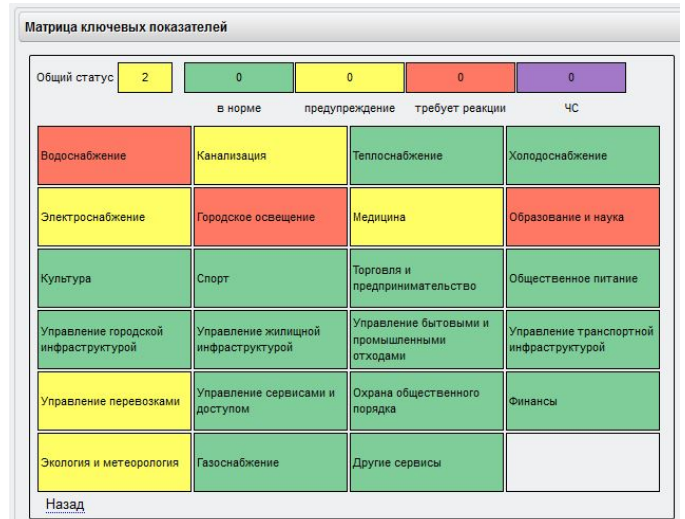 Матрица ключевых показателей
Общий статус 2 0 0 0 0
в норме предупреждение требует реакции ЧС
Водоснабжение
Канализация
Теплоснабжение
Холодоснабжение
Электроснабжение
Городское освещение
Медицина
Образование и наука
Культура
Спорт
Торговля и
предпринимательство
Общественное питание
Управление городской
инфраструктурой
Управление жилищной
инфраструктурой
Управление бытовыми и
промышленными
отходами
Управление транспортной
инфраструктурой
Управление перевозками
Управление сервисами и
доступом
Охрана общественного
порядка
Финансы
Экология и метеорология
Газоснабжение
Другие сервисы
Назад